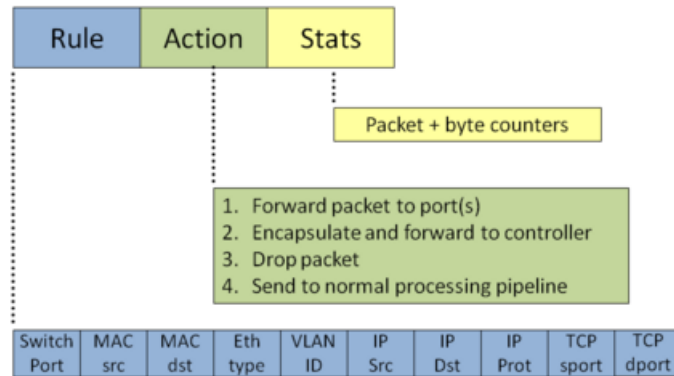 Rule Action Stats
Packet + byte counters
1. Forward packet to port(s)
2. Encapsulate and forward to controller
3. Drop packet
4. Send to normal processing pipeline
Switch MAC MAC Eth VLAN IP IP IP TCP TCP
Port src dst type ID Src Dst Prot sport dport